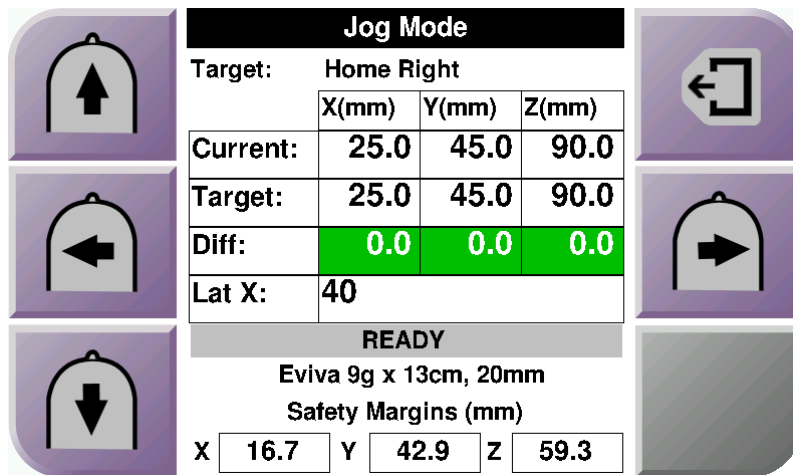 Jog Mode
Target: Home Right
X(mm) Y(mm) Z(mm)
Current: 25.0 45.0 90.0
Target: 25.0 45.0 90.0
Diff: 0.0 0.0 0.0
Lat X: 40
READY
Eviva 9g x 13cm, 20mm
Safety Margins (mm)
X 16.7 Y 42.9 Z 59.3